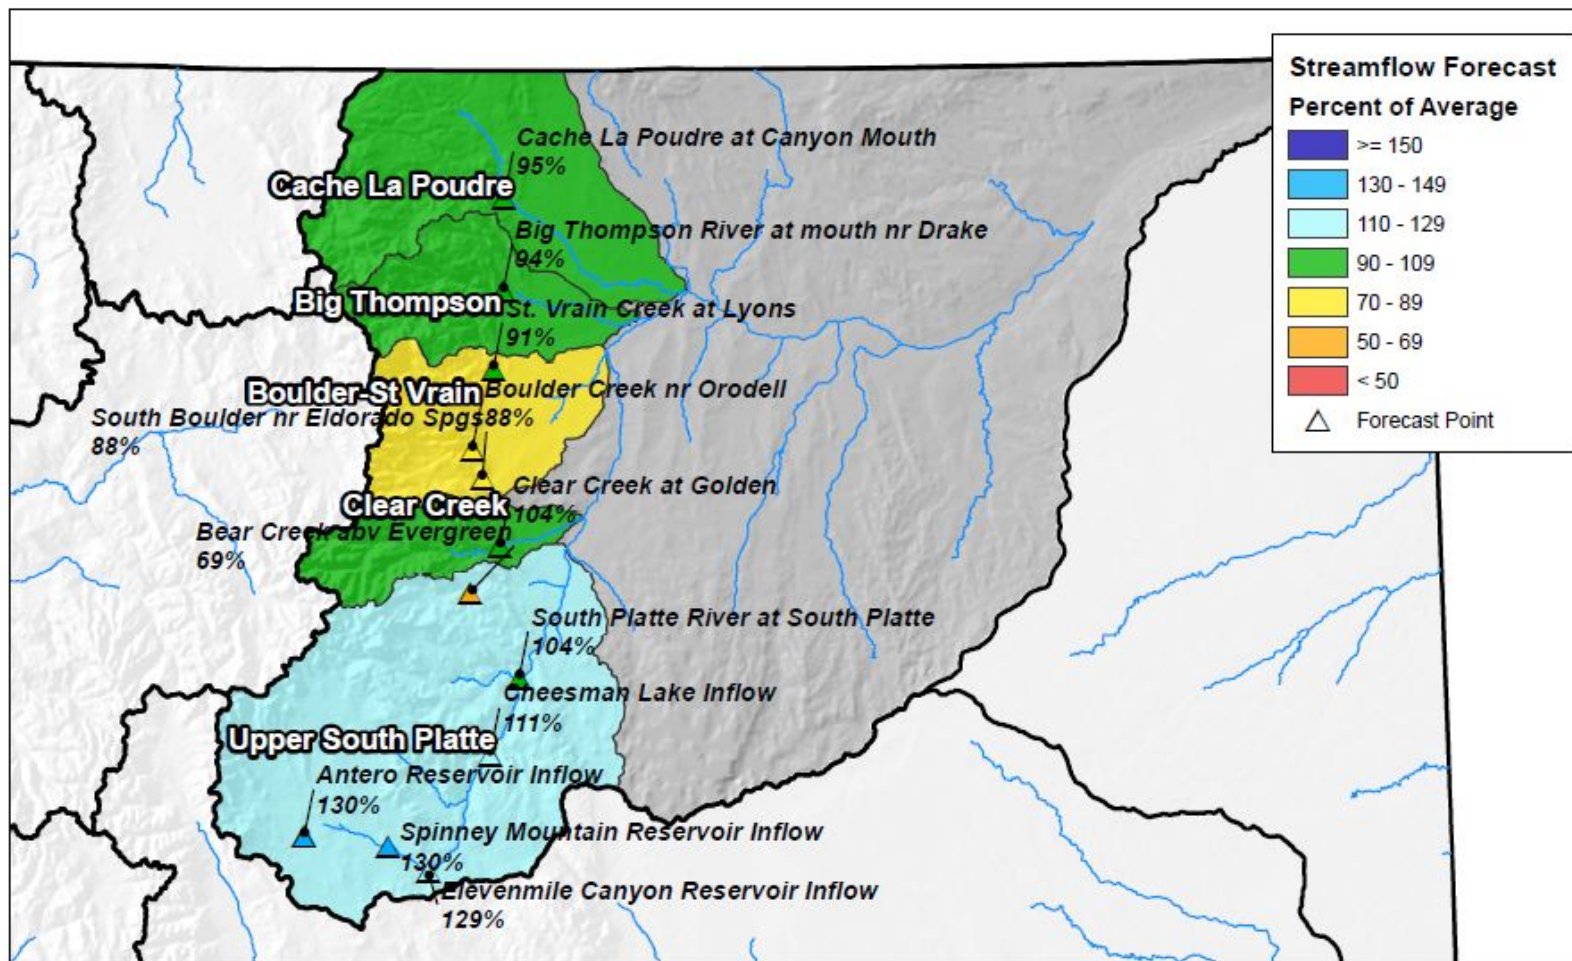 Streamflow Forecast
Percent of Average
>= 150
130 - 149
110 - 129
90 - 109
70 - 89
50 - 69
< 50
Forecast Point
Cache La Poudre at Canyon Mouth
95%
Cache La Poudre
Big Thompson River at mouth nr Drake
94%
Big Thompson
St. Vrain Creek at Lyons
91%
Boulder-St Vrain
Boulder Creek nr Orodell
88%
South Boulder nr Eldorado Spgs
88%
Clear Creek at Golden
104%
Clear Creek
Bear Creek abv Evergreen
69%
South Platte River at South Platte
104%
Cheesman Lake Inflow
111%
Upper South Platte
Antero Reservoir Inflow
130%
Spinney Mountain Reservoir Inflow
130%
Elevenmile Canyon Reservoir Inflow
129%